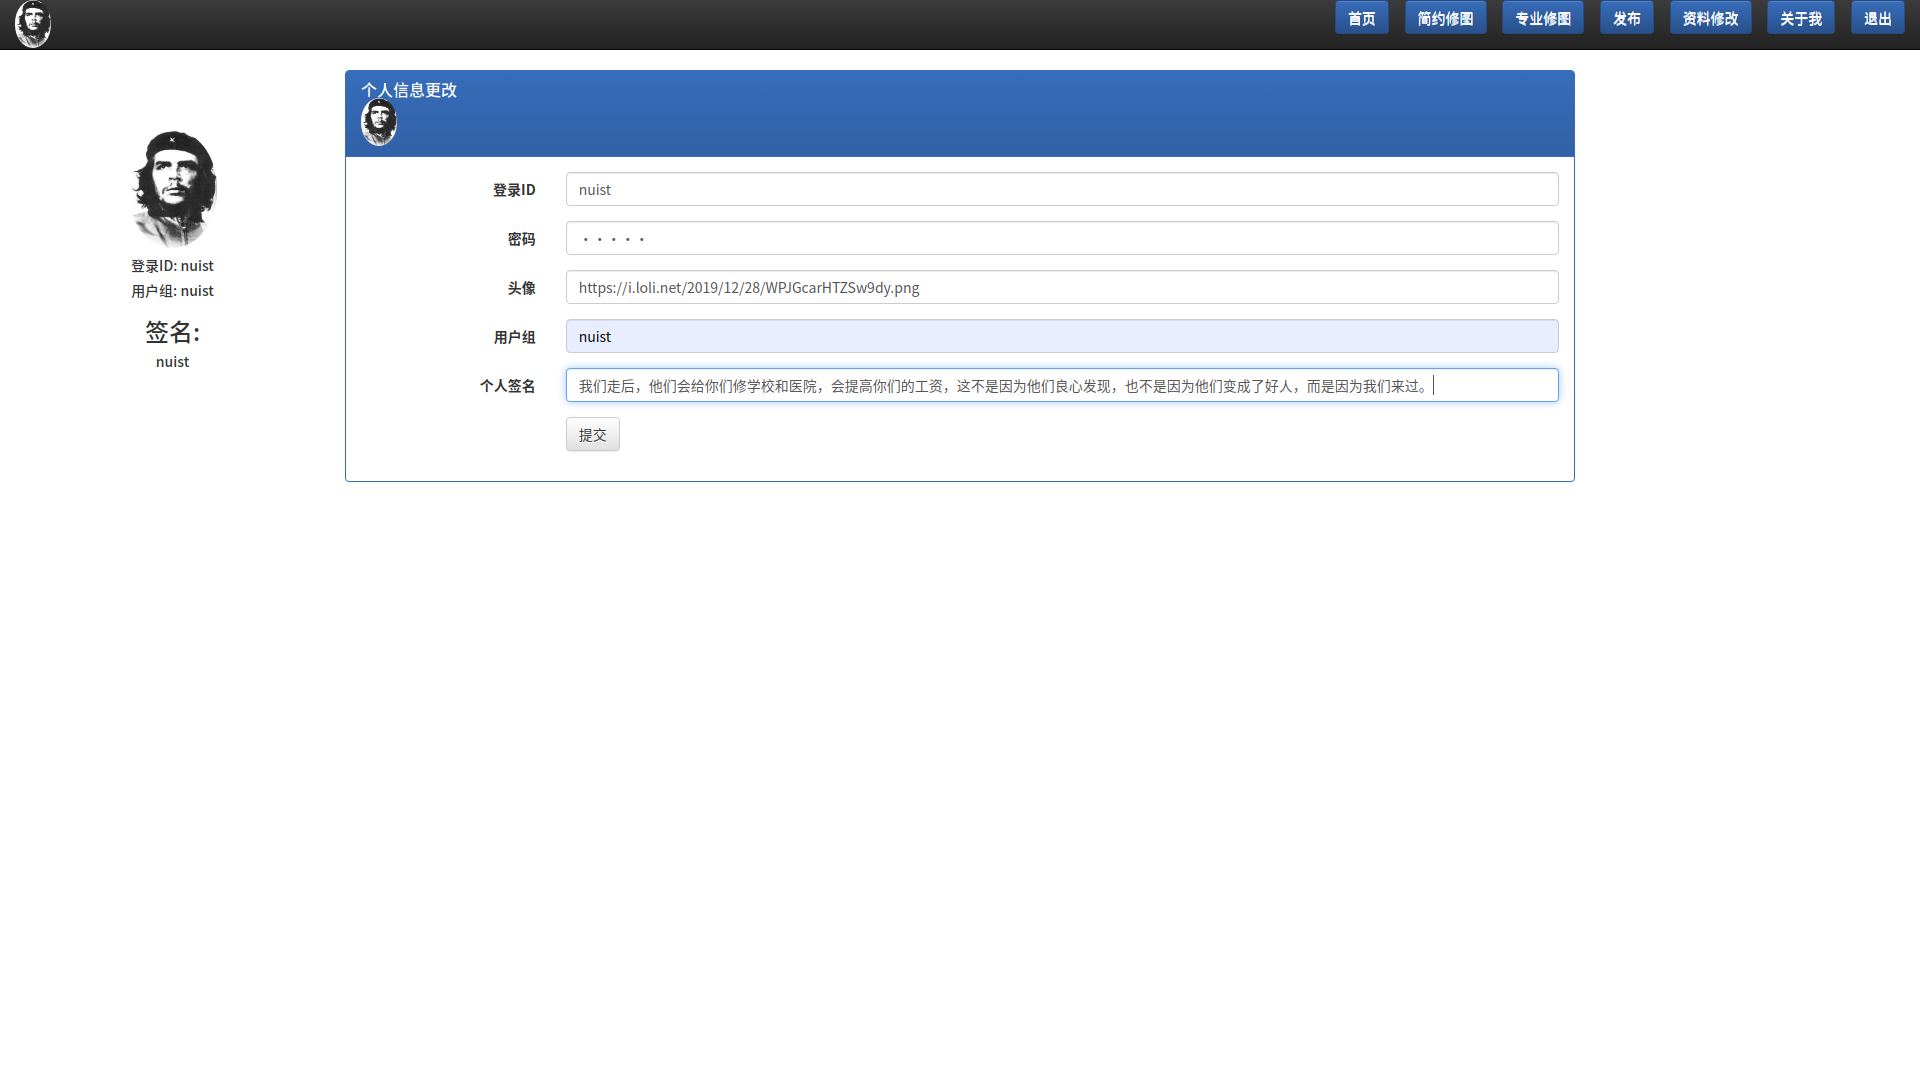 首页 简约修图 专业修图 发布 资料修改 关于我 退出
个人信息更改
登录ID: nuist
用户组: nuist
签名:
nuist
登录ID nuist
密码 ·····
头像 https://i.loli.net/2019/12/28/WPJGcarHTZSw9dy.png
用户组 nuist
个人签名 我们走后，他们会给你们修学校和医院，会提高你们的工资，这不是因为他们良心发现，也不是因为他们变成了好人，而是因为我们来过。
提交